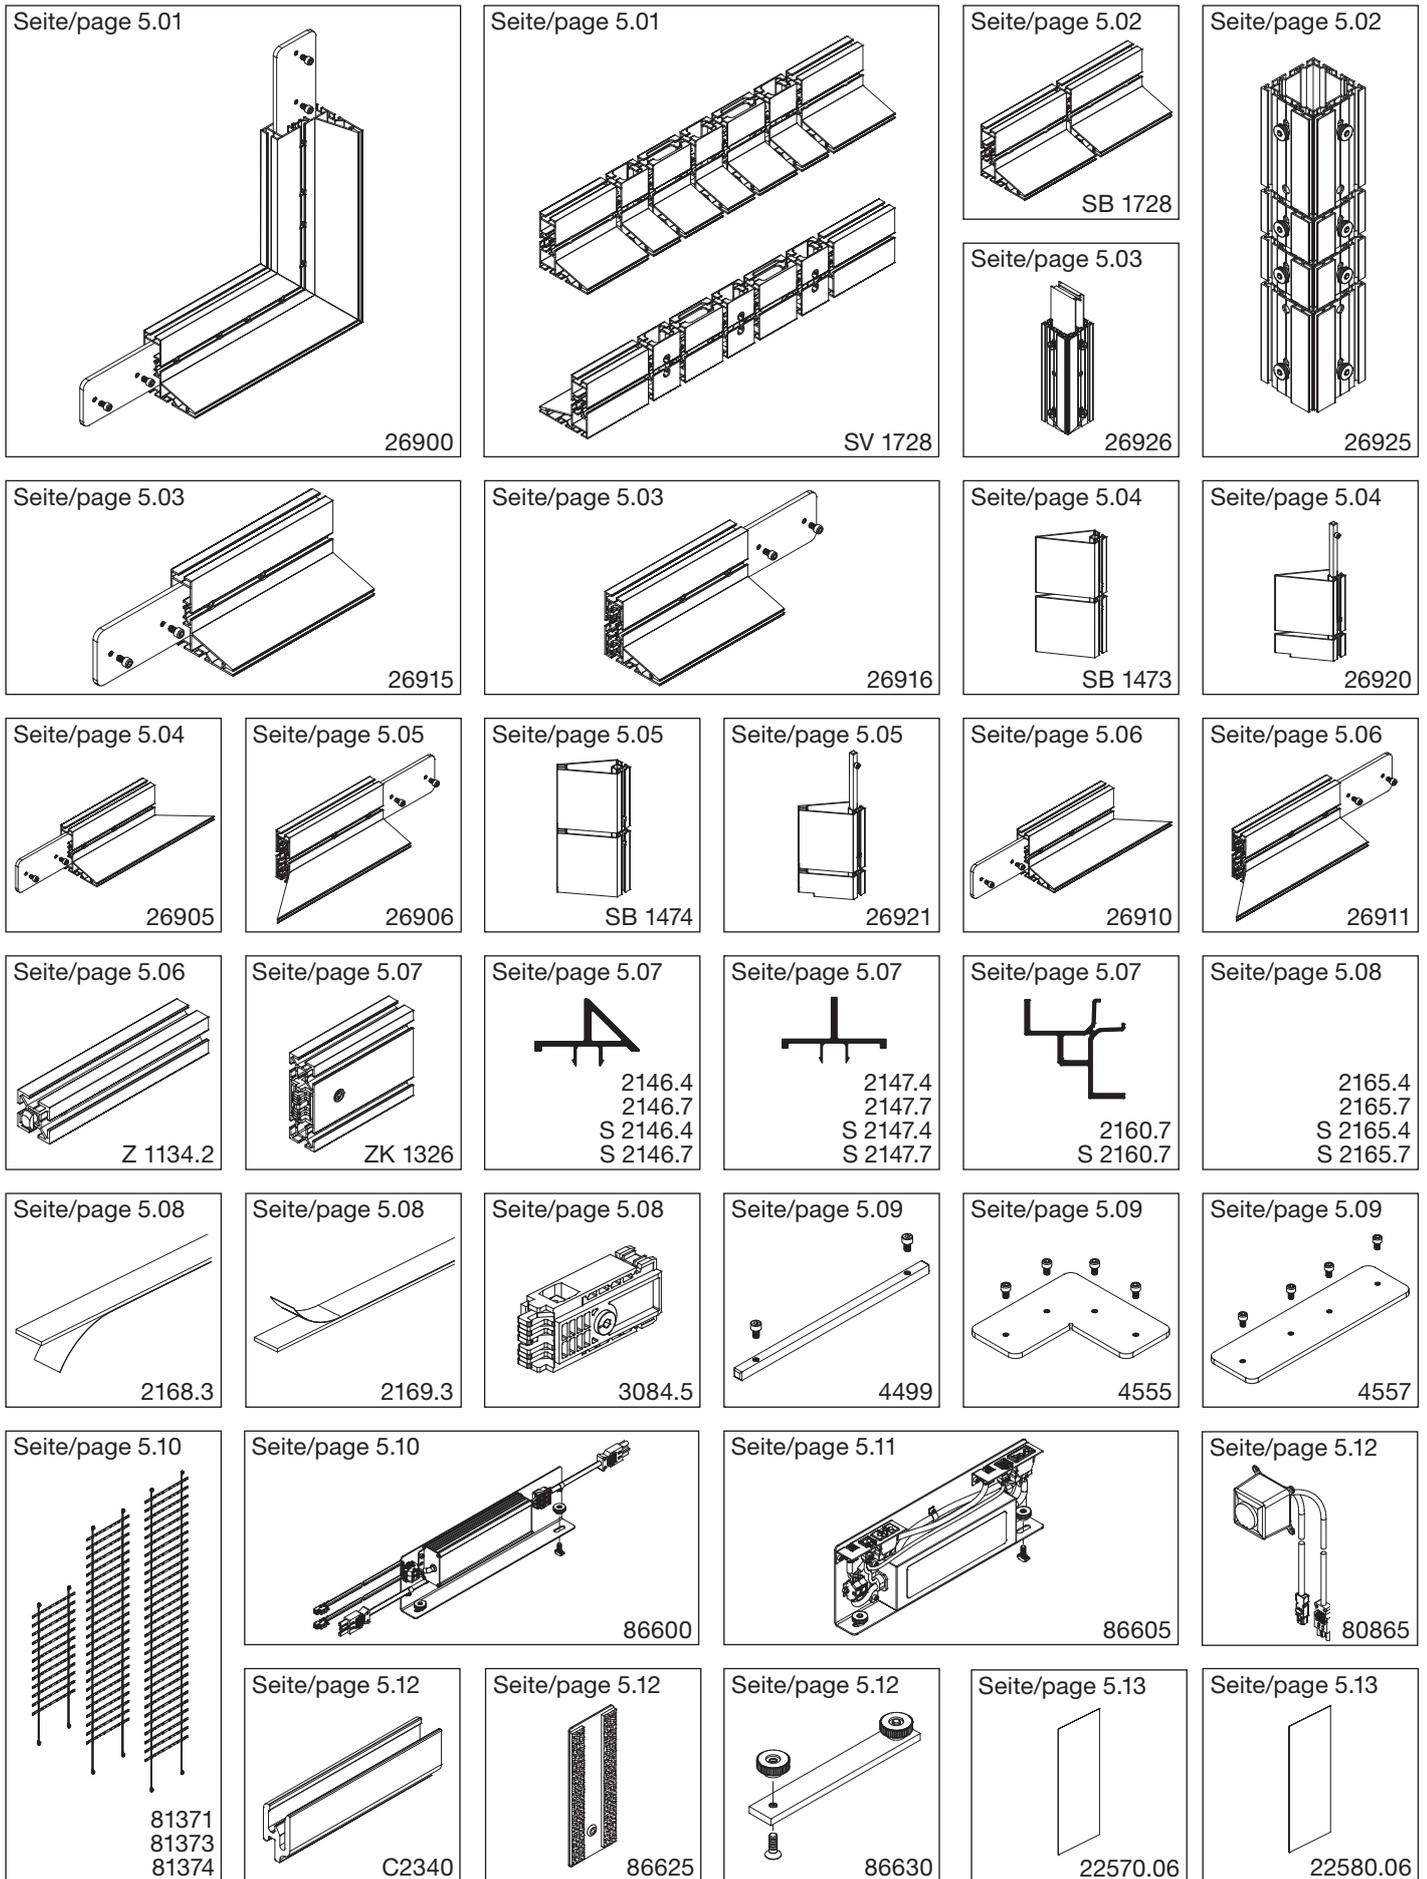 Seite/page 5.01
26900
Seite/page 5.01
SV 1728
Seite/page 5.02
SB 1728
Seite/page 5.02
26925
Seite/page 5.03
26926
Seite/page 5.03
26915
Seite/page 5.03
26916
Seite/page 5.04
SB 1473
Seite/page 5.04
26920
Seite/page 5.04
26905
Seite/page 5.05
26906
Seite/page 5.05
SB 1474
Seite/page 5.05
26921
Seite/page 5.06
26910
Seite/page 5.06
26911
Seite/page 5.06
Z 1134.2
Seite/page 5.07
ZK 1326
Seite/page 5.07
2146.4
2146.7
S 2146.4
S 2146.7
Seite/page 5.07
2147.4
2147.7
S 2147.4
S 2147.7
Seite/page 5.07
2160.7
S 2160.7
Seite/page 5.08
2165.4
2165.7
S 2165.4
S 2165.7
Seite/page 5.08
2168.3
Seite/page 5.08
2169.3
Seite/page 5.08
3084.5
Seite/page 5.09
4499
Seite/page 5.09
4555
Seite/page 5.09
4557
Seite/page 5.10
81371
81373
81374
Seite/page 5.10
86600
Seite/page 5.11
86605
Seite/page 5.12
80865
Seite/page 5.12
C2340
Seite/page 5.12
86625
Seite/page 5.12
86630
Seite/page 5.13
22570.06
Seite/page 5.13
22580.06